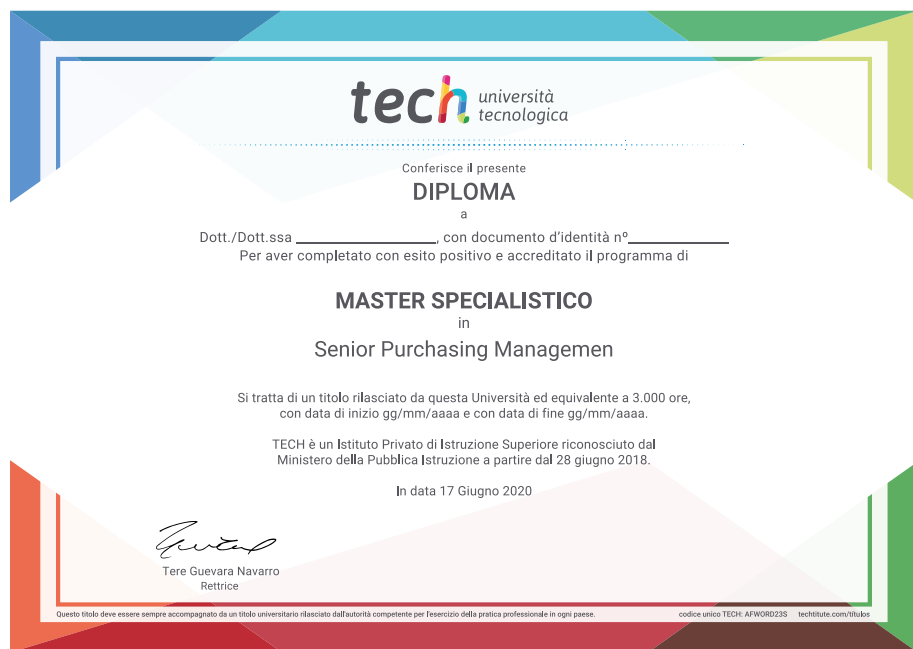 tech università
tecnologica
Conferisce il presente
DIPLOMA
a
Dott./Dott.ssa _________________, con documento d'identità nº____________
Per aver completato con esito positivo e accreditato il programma di
MASTER SPECIALISTICO
in
Senior Purchasing Managemen
Si tratta di un titolo rilasciato da questa Università ed equivalente a 3.000 ore,
con data di inizio gg/mm/aaaa e con data di fine gg/mm/aaaa.
TECH è un Istituto Privato di Istruzione Superiore riconosciuto dal
Ministero della Pubblica Istruzione a partire dal 28 giugno 2018.
In data 17 Giugno 2020
Tere Guevara Navarro
Rettrice
Questo titolo deve essere sempre accompagnato da un titolo universitario rilasciato dall'autorità competente per l'esercizio della pratica professionale in ogni paese. codice unico TECH: AFWORD23S techtitute.com/títulos